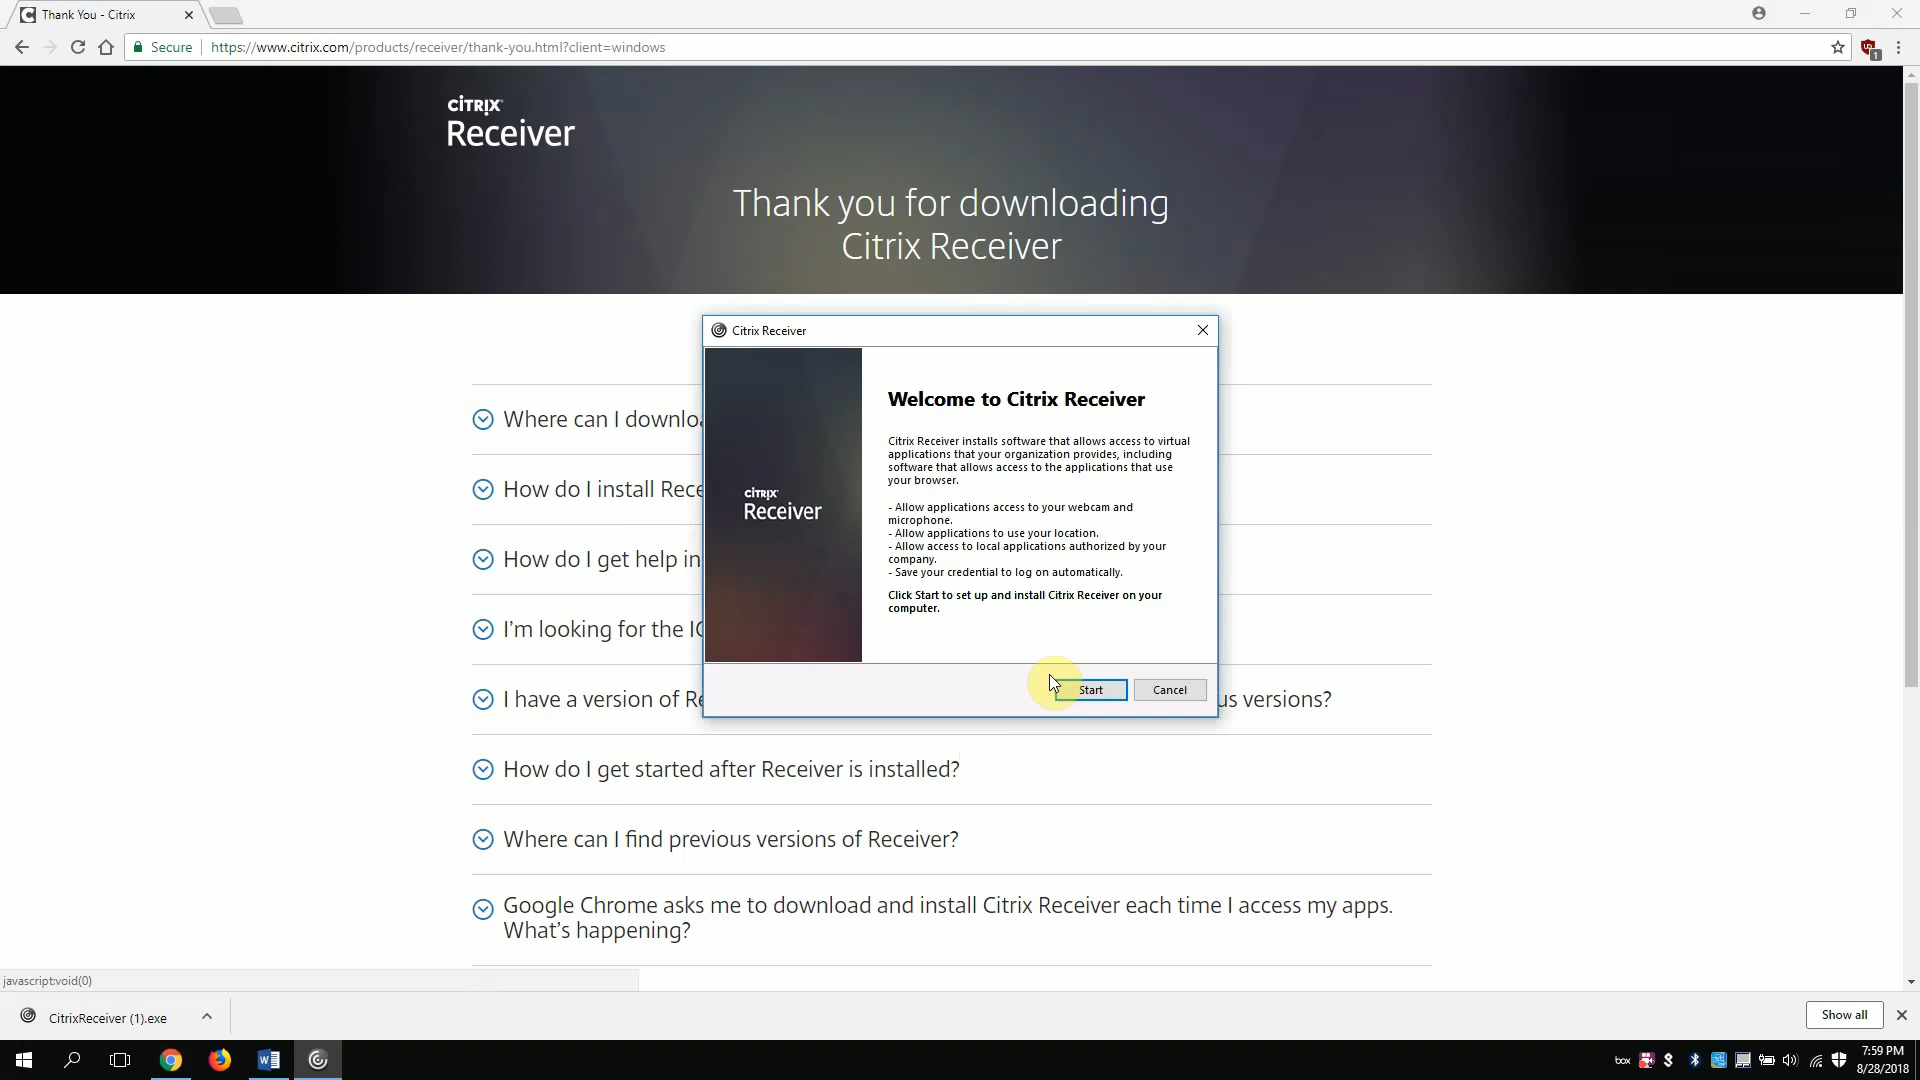 Thank You - Citrix
Secure
https://www.citrix.com/products/receiver/thank-you.html?client=windows
1
CITRIX
Receiver
Thank you for downloading
Citrix Receiver
Citrix Receiver
Welcome to Citrix Receiver
Citrix Receiver installs software that allows access to virtual
applications that your organization provides, including
software that allows access to the applications that use
your browser.
- Allow applications access to your webcam and
microphone.
- Allow applications to use your location.
- Allow access to local applications authorized by your
company.
- Save your credential to log on automatically.
Click Start to set up and install Citrix Receiver on your
computer.
CITRIX
Receiver
Start
Cancel
Where can I downloa
How do I install Rece
How do I get help in
I'm looking for the IC
I have a version of Re
us versions?
How do I get started after Receiver is installed?
Where can I find previous versions of Receiver?
Google Chrome asks me to download and install Citrix Receiver each time I access my apps.
What's happening?
javascript:void(0)
CitrixReceiver (1).exe
Show all
box
7:59 PM
8/28/2018